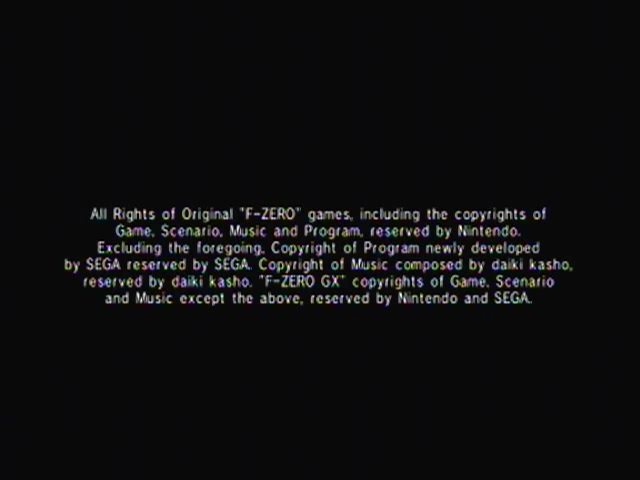 All Rights of Original "F-ZERO" games, including the copyrights of
Game, Scenario, Music and Program, reserved by Nintendo.
Excluding the foregoing, Copyright of Program newly developed
by SEGA reserved by SEGA. Copyright of Music composed by daiki kasho,
reserved by daiki kasho. "F-ZERO GX" copyrights of Game, Scenario
and Music except the above, reserved by Nintendo and SEGA.